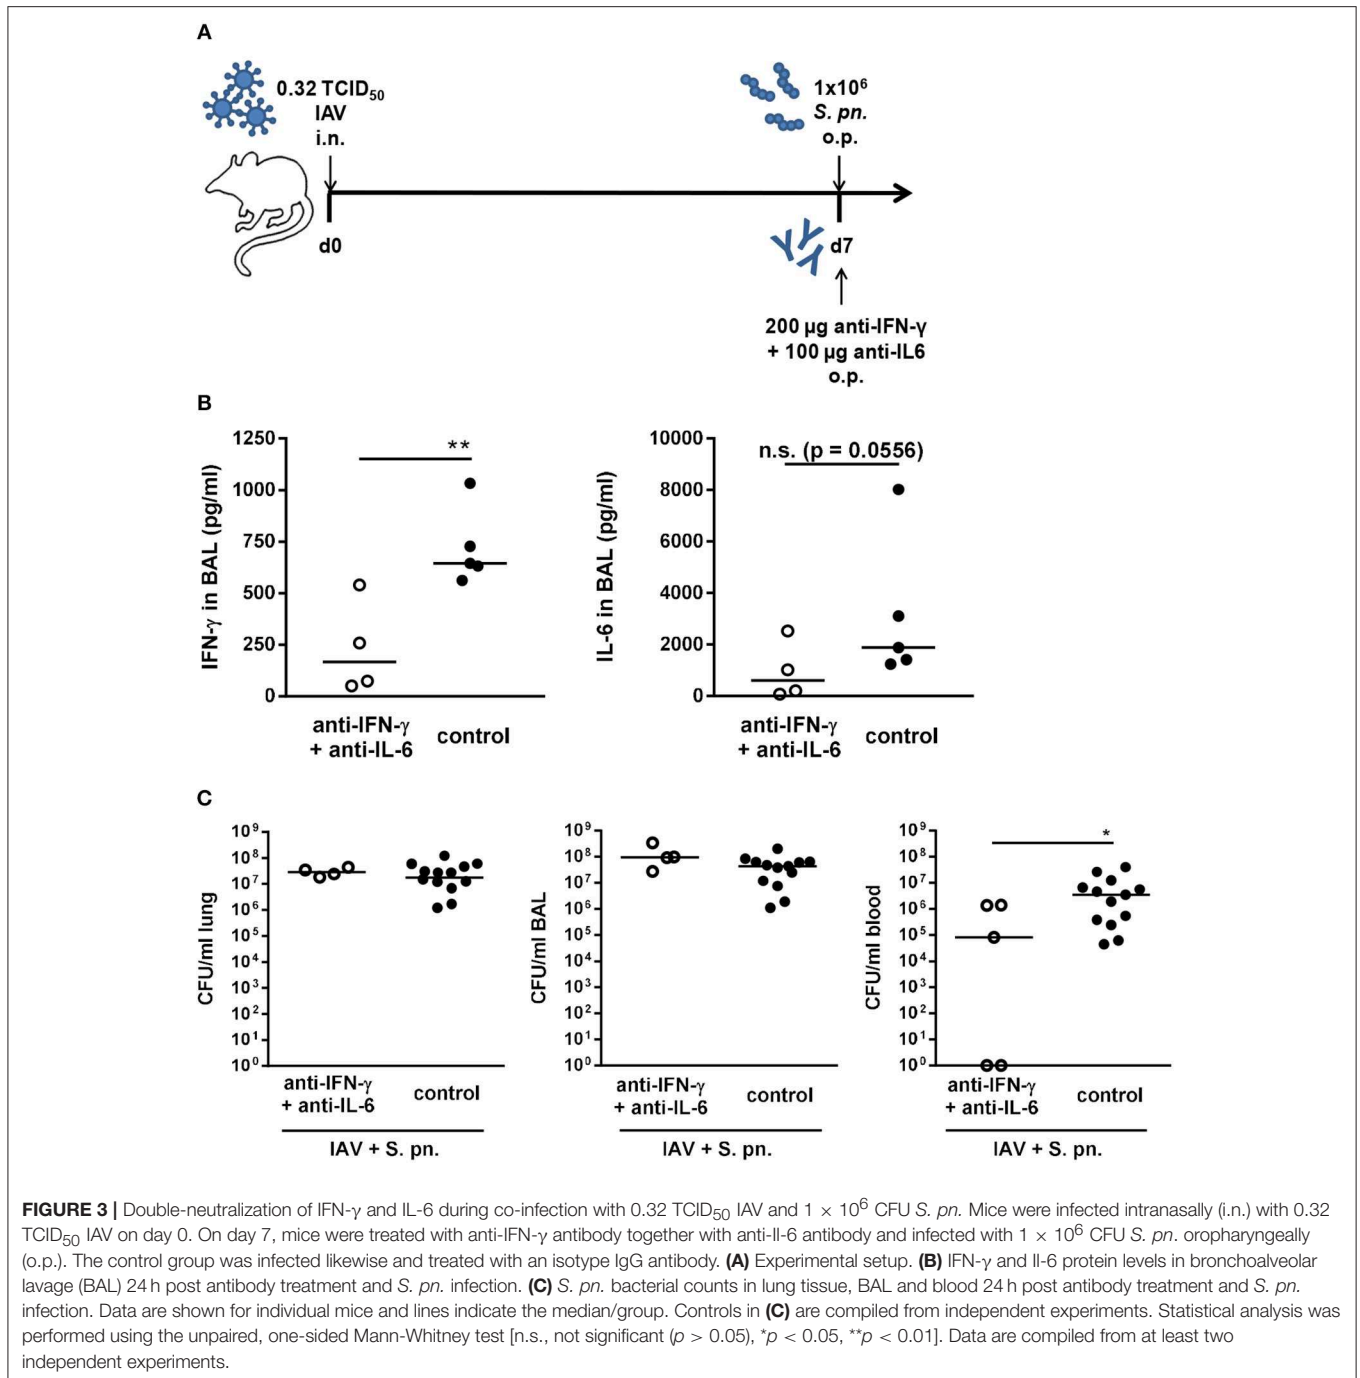 A
0.32 TCID50
IAV
i.n.
1x10⁶
S. pn.
o.p.
d0
d7
200 µg anti-IFN-γ
+ 100 µg anti-IL6
o.p.
B
IFN-γ in BAL (pg/ml)
1250
1000
750
500
250
0
**
anti-IFN-γ
+ anti-IL-6
control
IL-6 in BAL (pg/ml)
10000
8000
6000
4000
2000
0
n.s. (p = 0.0556)
anti-IFN-γ
+ anti-IL-6
control
C
CFU/ml lung
10⁹
10⁸
10⁷
10⁶
10⁵
10⁴
10³
10²
10¹
10⁰
anti-IFN-γ
+ anti-IL-6
control
IAV + S. pn.
CFU/ml BAL
10⁹
10⁸
10⁷
10⁶
10⁵
10⁴
10³
10²
10¹
10⁰
anti-IFN-γ
+ anti-IL-6
control
IAV + S. pn.
CFU/ml blood
10⁹
10⁸
10⁷
10⁶
10⁵
10⁴
10³
10²
10¹
10⁰
*
anti-IFN-γ
+ anti-IL-6
control
IAV + S. pn.
FIGURE 3 | Double-neutralization of IFN-γ and IL-6 during co-infection with 0.32 TCID50 IAV and 1 × 10⁶ CFU S. pn. Mice were infected intranasally (i.n.) with 0.32
TCID50 IAV on day 0. On day 7, mice were treated with anti-IFN-γ antibody together with anti-Il-6 antibody and infected with 1 × 10⁶ CFU S. pn. oropharyngeally
(o.p.). The control group was infected likewise and treated with an isotype IgG antibody. (A) Experimental setup. (B) IFN-γ and Il-6 protein levels in bronchoalveolar
lavage (BAL) 24 h post antibody treatment and S. pn. infection. (C) S. pn. bacterial counts in lung tissue, BAL and blood 24 h post antibody treatment and S. pn.
infection. Data are shown for individual mice and lines indicate the median/group. Controls in (C) are compiled from independent experiments. Statistical analysis was
performed using the unpaired, one-sided Mann-Whitney test [n.s., not significant (p > 0.05), *p < 0.05, **p < 0.01]. Data are compiled from at least two
independent experiments.